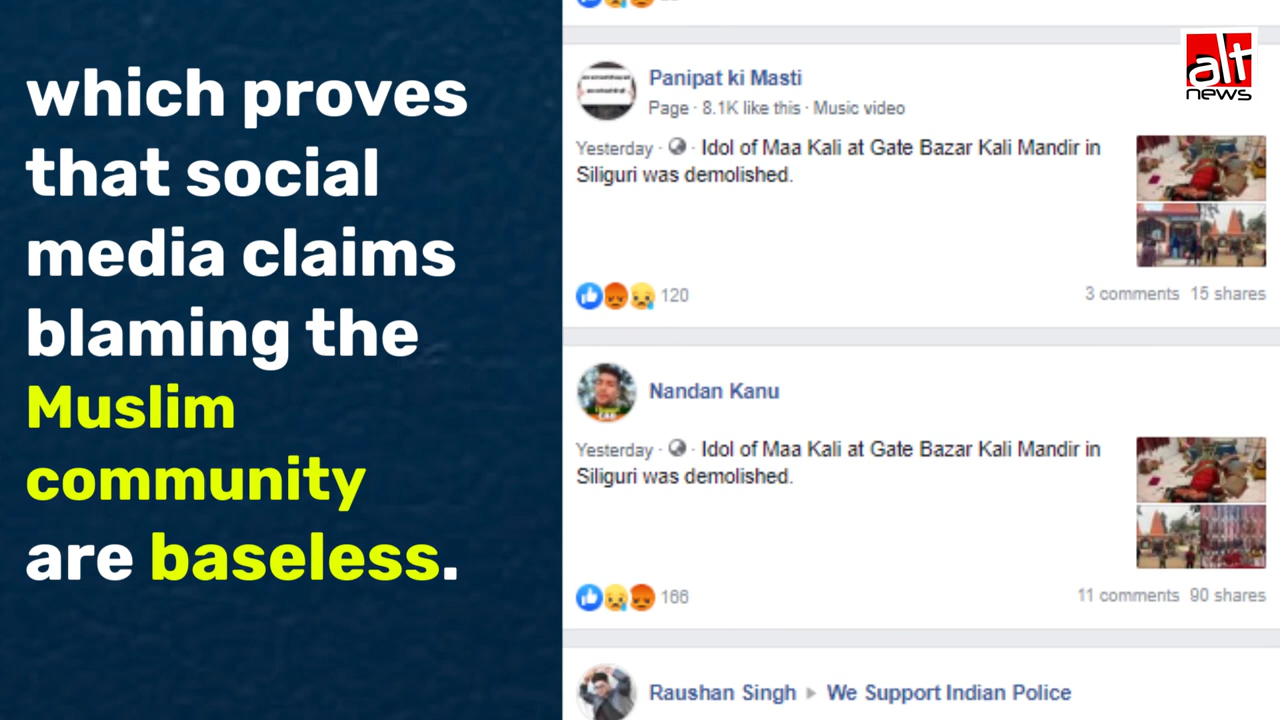 which proves
that social
media claims
blaming the
Muslim
community
are baseless.
alt
news
Panipat ki Masti
Page · 8.1K like this · Music video
Yesterday · Idol of Maa Kali at Gate Bazar Kali Mandir in
Siliguri was demolished.
120
3 comments 15 shares
Nandan Kanu
Yesterday · Idol of Maa Kali at Gate Bazar Kali Mandir in
Siliguri was demolished.
166
11 comments 90 shares
Raushan Singh ▸ We Support Indian Police